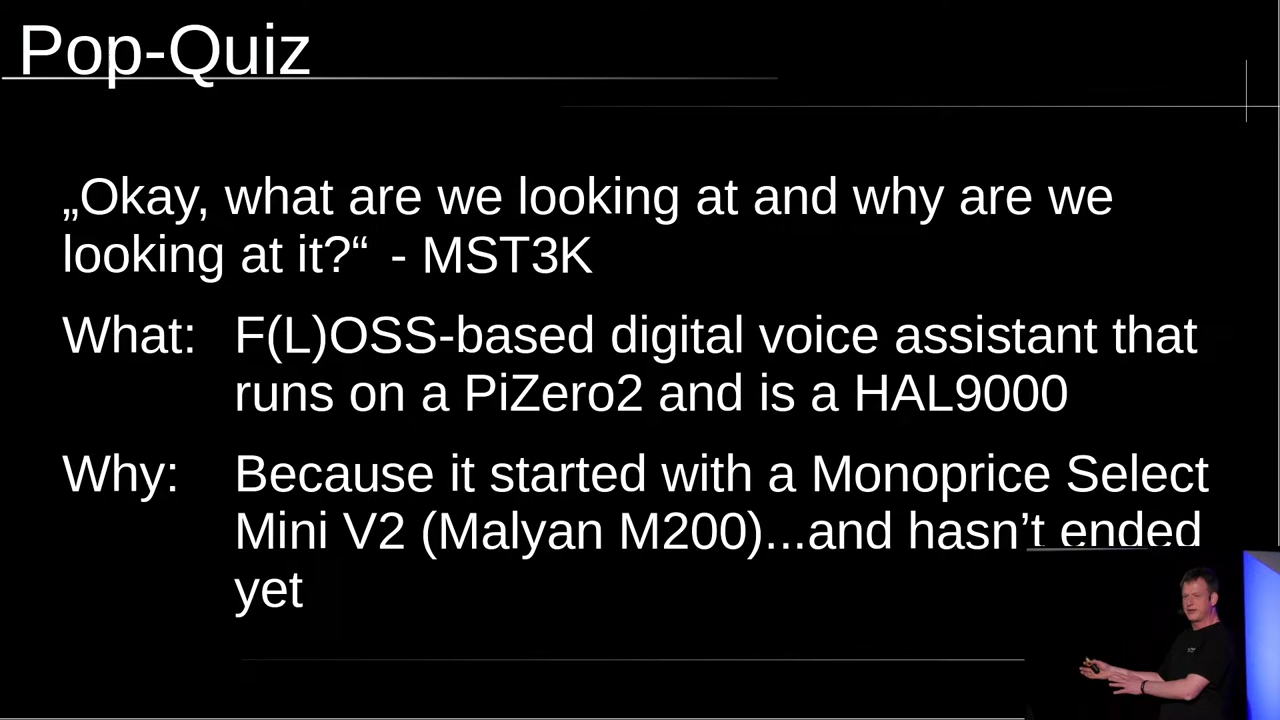 Pop-Quiz
„Okay, what are we looking at and why are we
looking at it?“ - MST3K
What: F(L)OSS-based digital voice assistant that
runs on a PiZero2 and is a HAL9000
Why: Because it started with a Monoprice Select
Mini V2 (Malyan M200)...and hasn’t ended
yet